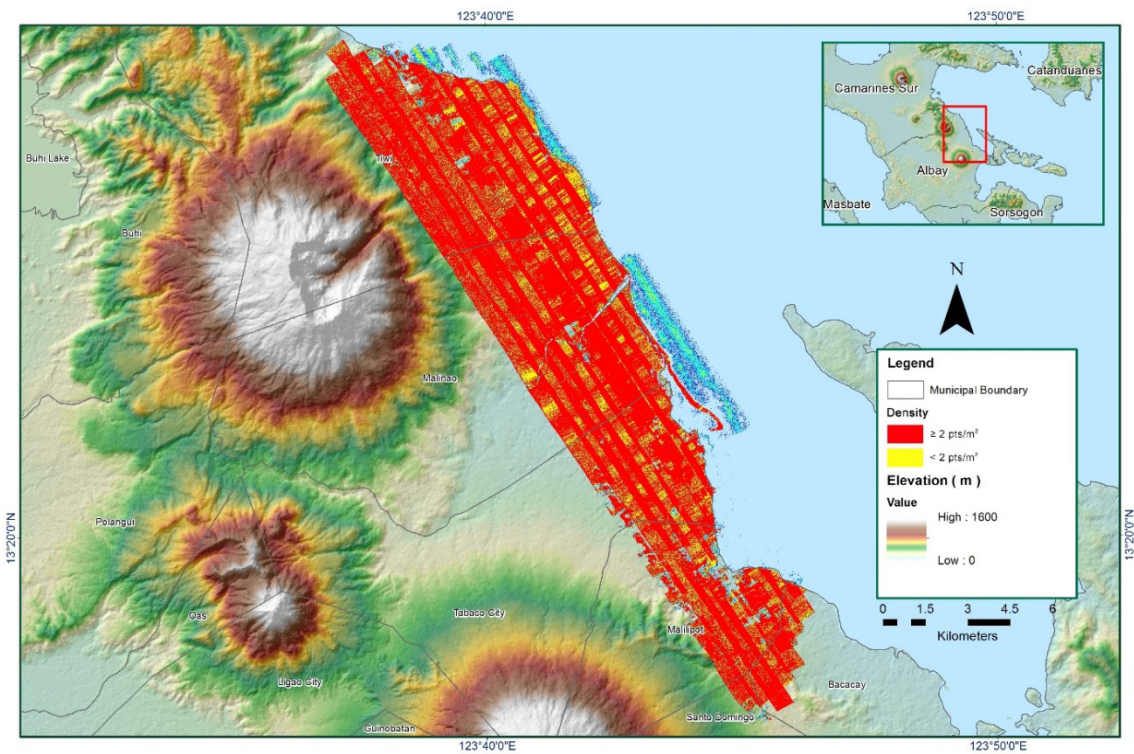 123°40'0"E
123°50'0"E
Camarines Sur
Catanduanes
Albay
Masbate
Sorsogon
Buhi Lake
Tiwi
Buhi
Malinao
N
Legend
Municipal Boundary
Density
≥ 2 pts/m²
< 2 pts/m²
Elevation ( m )
Value
High : 1600
Low : 0
0 1.5 3 4.5 6
Kilometers
13°20'0"N
13°20'0"N
Polangui
Oas
Tabaco City
Malilipot
Ligao City
Bacacay
Santo Domingo
Guinobatan
123°40'0"E
123°50'0"E